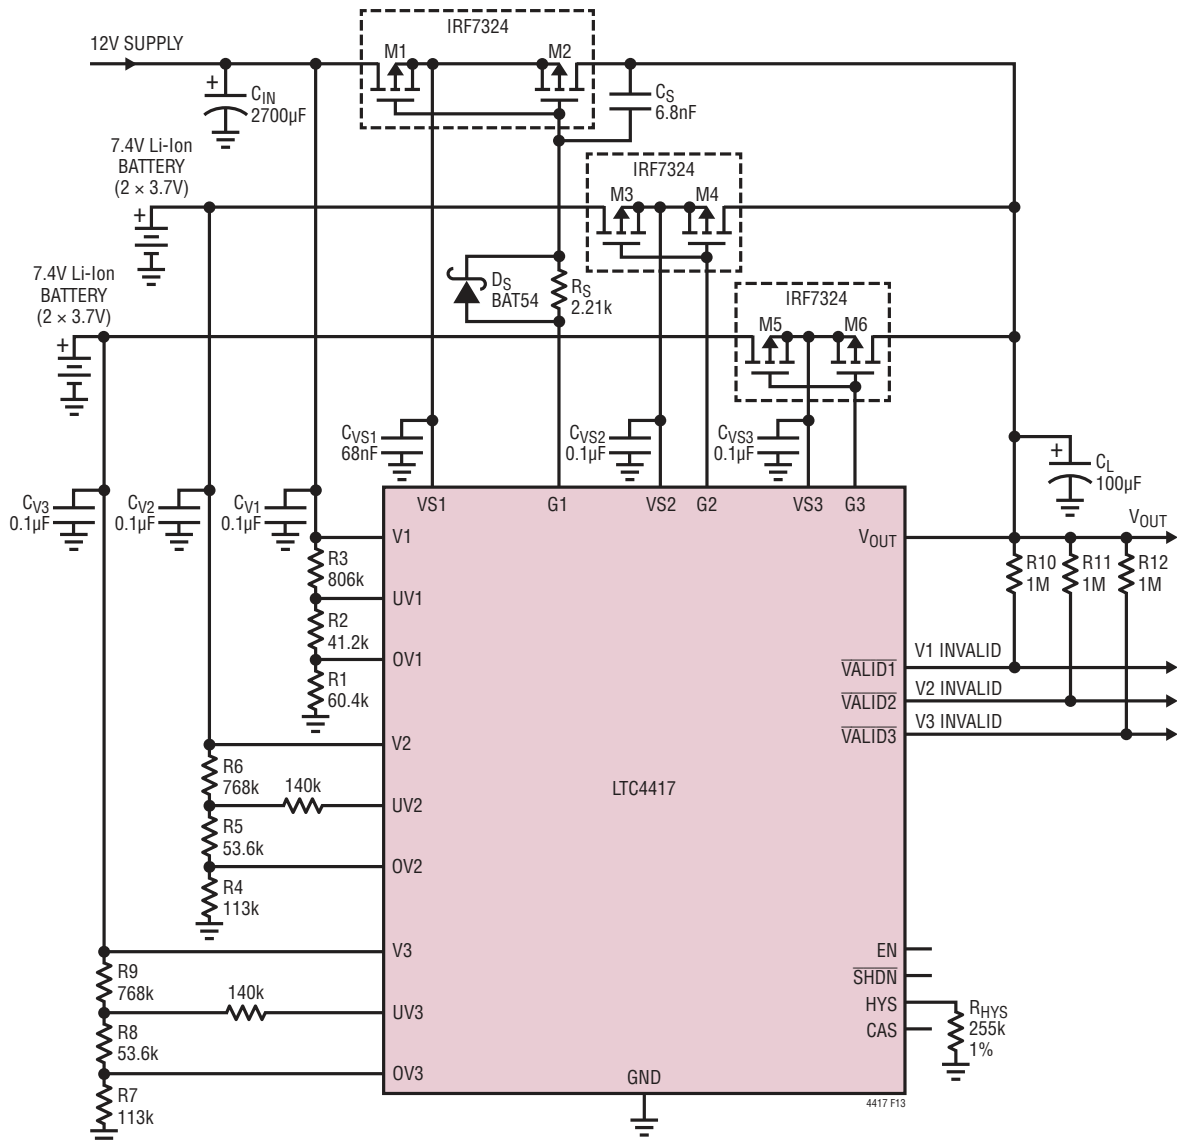 IRF7324
12V SUPPLY
M1
M2
+
CIN
2700µF
CS
6.8nF
7.4V Li-Ion
BATTERY
(2 × 3.7V)
+
IRF7324
M3
M4
7.4V Li-Ion
BATTERY
(2 × 3.7V)
+
DS
BAT54
RS
2.21k
IRF7324
M5
M6
CVS1
68nF
CVS2
0.1µF
CVS3
0.1µF
+
CL
100µF
CV3
0.1µF
CV2
0.1µF
CV1
0.1µF
VS1
G1
VS2
G2
VS3
G3
V1
VOUT
VOUT
R3
806k
R10
1M
R11
1M
R12
1M
UV1
R2
41.2k
OV1
R1
60.4k
V1 INVALID
VALID1
V2 INVALID
VALID2
V3 INVALID
VALID3
V2
R6
768k
140k
UV2
LTC4417
R5
53.6k
OV2
R4
113k
V3
EN
R9
768k
140k
SHDN
UV3
HYS
RHYS
255k
1%
CAS
R8
53.6k
OV3
GND
R7
113k
4417 F13